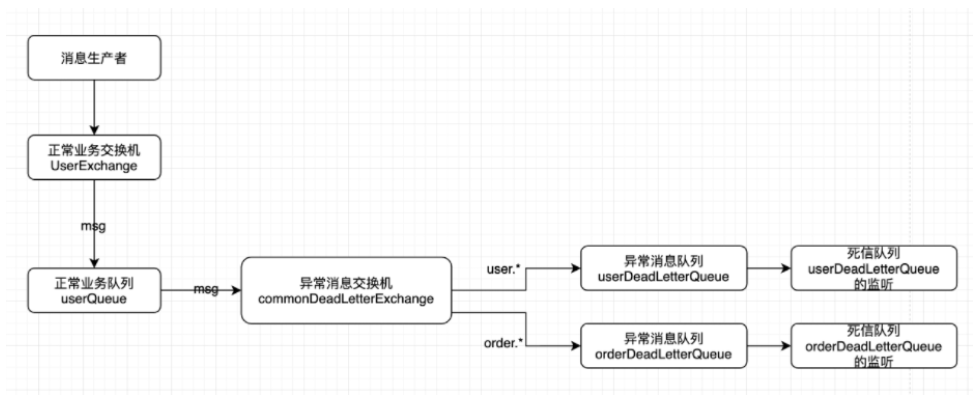 消息生产者
正常业务交换机
UserExchange
msg
正常业务队列
userQueue
msg
异常消息交换机
commonDeadLetterExchange
user.*
异常消息队列
userDeadLetterQueue
死信队列
userDeadLetterQueue
的监听
order.*
异常消息队列
orderDeadLetterQueue
死信队列
orderDeadLetterQueue
的监听